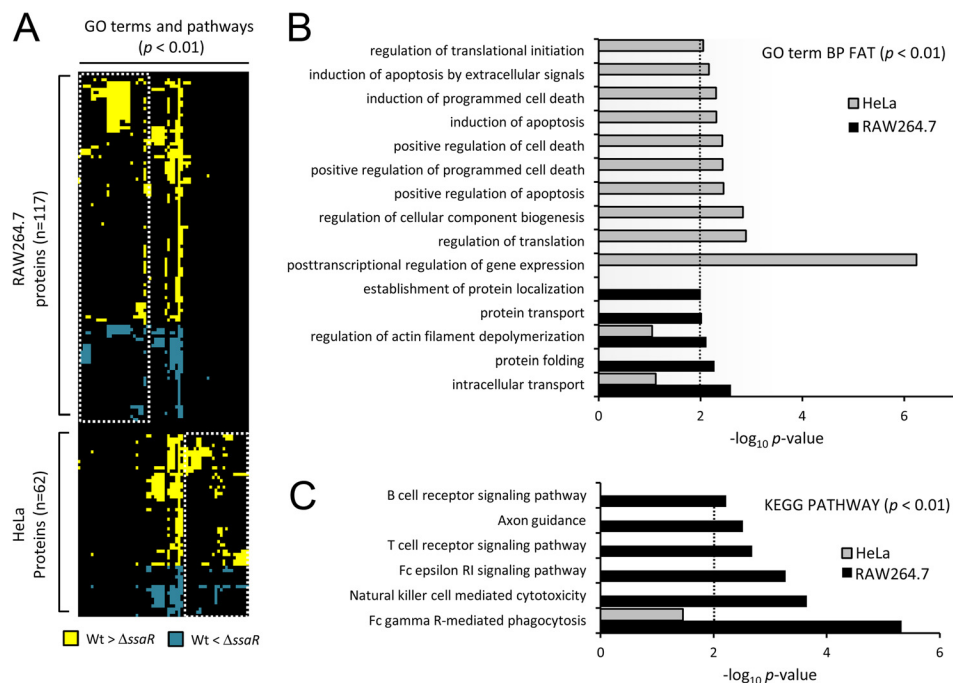 A
GO terms and pathways
(p < 0.01)
RAW264.7
proteins (n=117)
HeLa
Proteins (n=62)
Wt > ΔssaR
Wt < ΔssaR
B
GO term BP FAT (p < 0.01)
HeLa
RAW264.7
regulation of translational initiation
induction of apoptosis by extracellular signals
induction of programmed cell death
induction of apoptosis
positive regulation of cell death
positive regulation of programmed cell death
positive regulation of apoptosis
regulation of cellular component biogenesis
regulation of translation
posttranscriptional regulation of gene expression
establishment of protein localization
protein transport
regulation of actin filament depolymerization
protein folding
intracellular transport
0 2 4 6
-log10 p-value
C
KEGG PATHWAY (p < 0.01)
HeLa
RAW264.7
B cell receptor signaling pathway
Axon guidance
T cell receptor signaling pathway
Fc epsilon RI signaling pathway
Natural killer cell mediated cytotoxicity
Fc gamma R-mediated phagocytosis
0 2 4 6
-log10 p-value